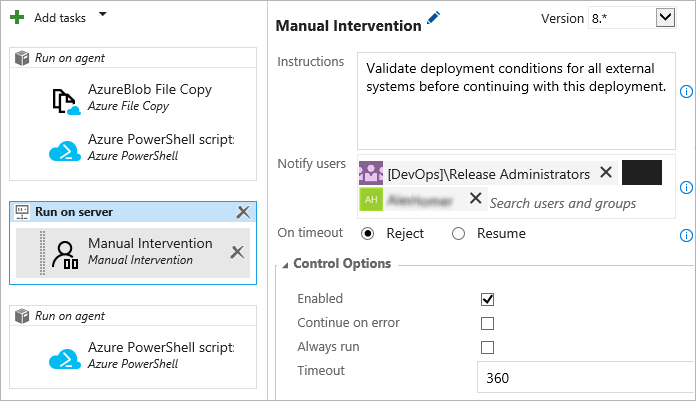 Add tasks
Run on agent
AzureBlob File Copy
Azure File Copy
Azure PowerShell script:
Azure PowerShell
Run on server
Manual Intervention
Manual Intervention
Run on agent
Azure PowerShell script:
Azure PowerShell
Manual Intervention
Version 8.*
Instructions
Validate deployment conditions for all external
systems before continuing with this deployment.
Notify users
[DevOps]\Release Administrators
AH
Search users and groups
On timeout Reject Resume
Control Options
Enabled
Continue on error
Always run
Timeout 360